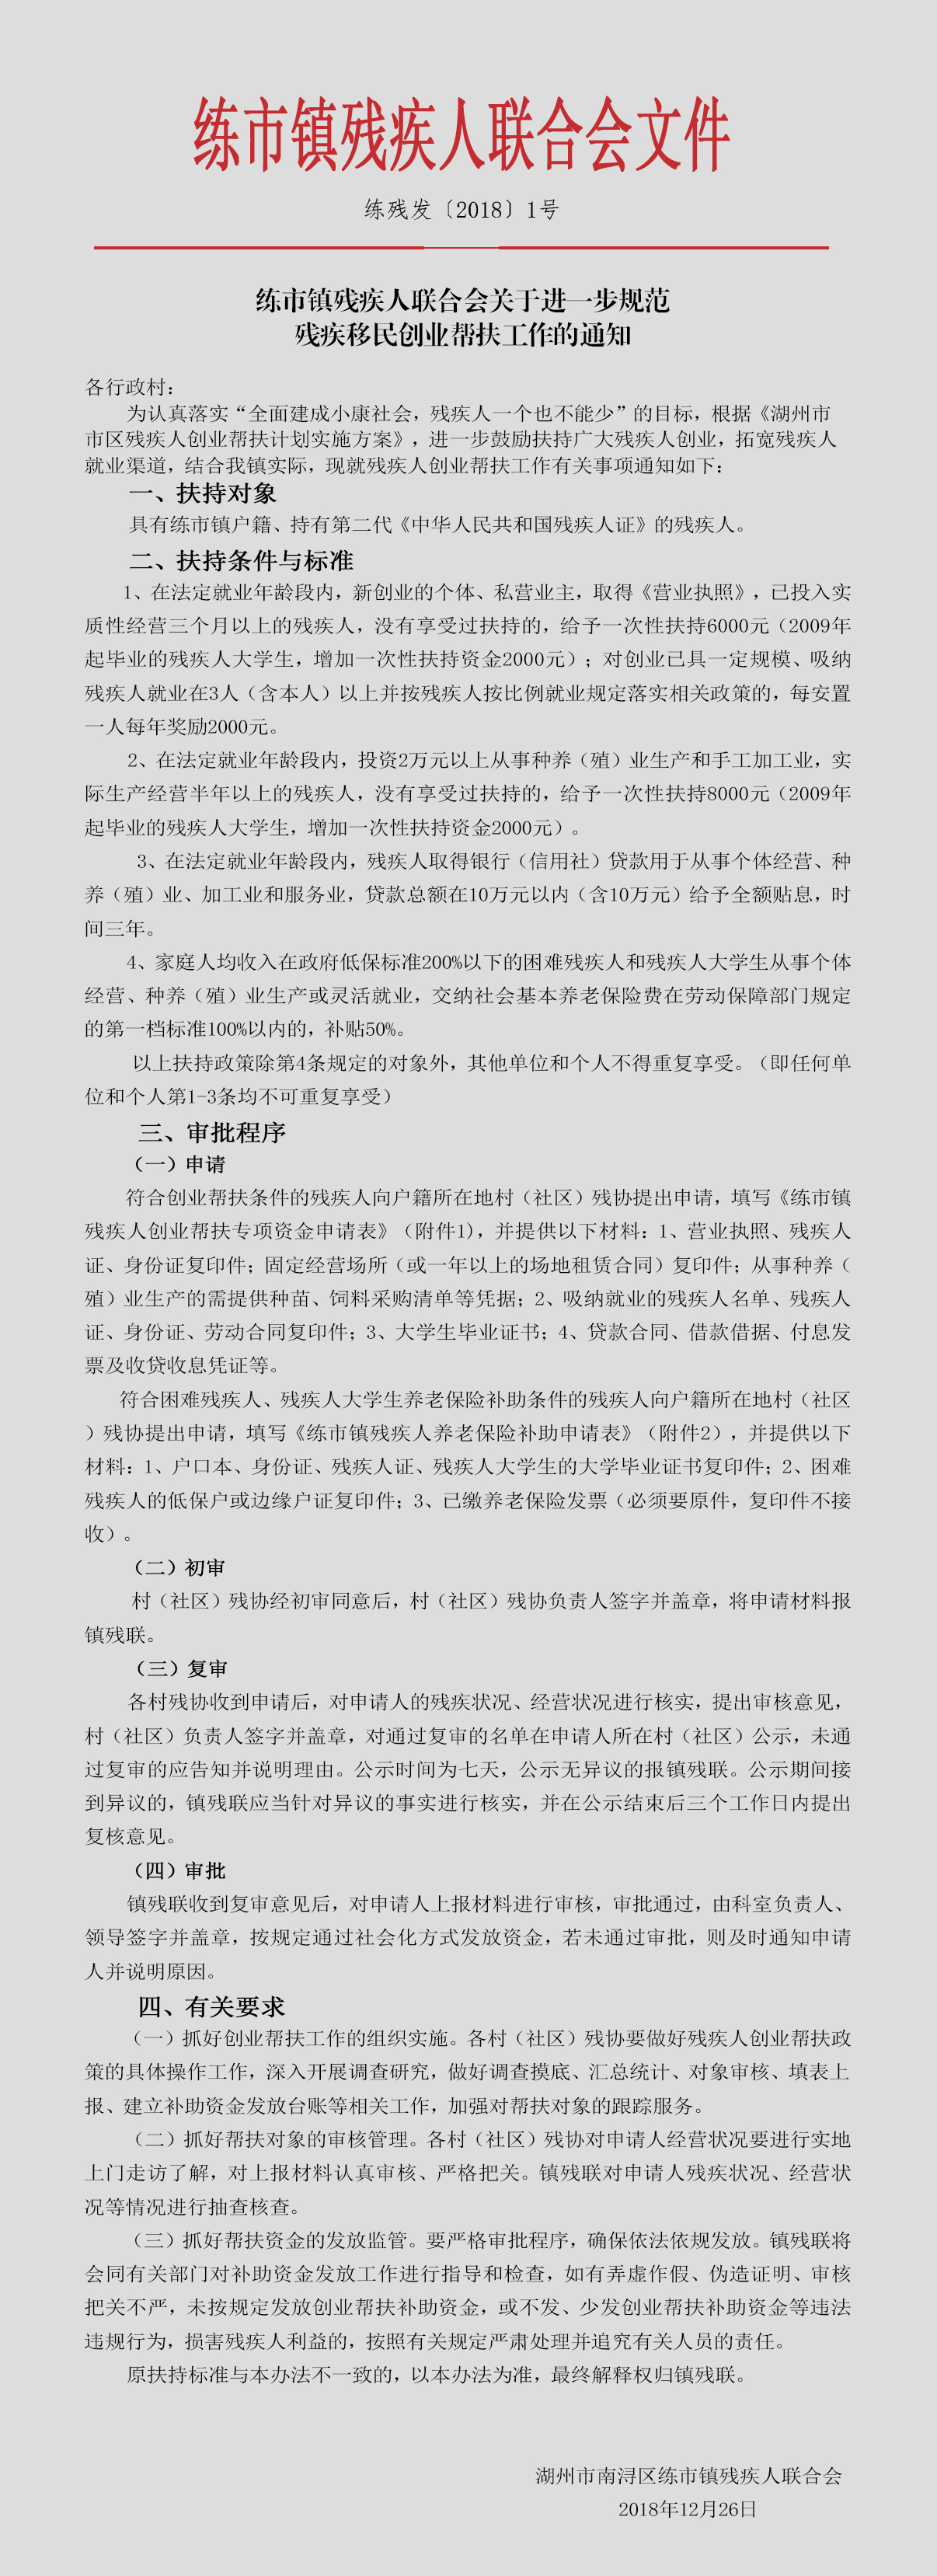 练市镇残疾人联合会文件
练残发〔2018〕1号
练市镇残疾人联合会关于进一步规范
残疾移民创业帮扶工作的通知
各行政村：
为认真落实“全面建成小康社会，残疾人一个也不能少”的目标，根据《湖州市
市区残疾人创业帮扶计划实施方案》，进一步鼓励扶持广大残疾人创业，拓宽残疾人
就业渠道，结合我镇实际，现就残疾人创业帮扶工作有关事项通知如下：
一、扶持对象
具有练市镇户籍、持有第二代《中华人民共和国残疾人证》的残疾人。
二、扶持条件与标准
1、在法定就业年龄段内，新创业的个体、私营业主，取得《营业执照》，已投入实
质性经营三个月以上的残疾人，没有享受过扶持的，给予一次性扶持6000元（2009年
起毕业的残疾人大学生，增加一次性扶持资金2000元）；对创业已具一定规模、吸纳
残疾人就业在3人（含本人）以上并按残疾人按比例就业规定落实相关政策的，每安置
一人每年奖励2000元。
2、在法定就业年龄段内，投资2万元以上从事种养（殖）业生产和手工加工业，实
际生产经营半年以上的残疾人，没有享受过扶持的，给予一次性扶持8000元（2009年
起毕业的残疾人大学生，增加一次性扶持资金2000元）。
3、在法定就业年龄段内，残疾人取得银行（信用社）贷款用于从事个体经营、种
养（殖）业、加工业和服务业，贷款总额在10万元以内（含10万元）给予全额贴息，时
间三年。
4、家庭人均收入在政府低保标准200%以下的困难残疾人和残疾人大学生从事个体
经营、种养（殖）业生产或灵活就业，交纳社会基本养老保险费在劳动保障部门规定
的第一档标准100%以内的，补贴50%。
以上扶持政策除第4条规定的对象外，其他单位和个人不得重复享受。（即任何单
位和个人第1-3条均不可重复享受）
三、审批程序
（一）申请
符合创业帮扶条件的残疾人向户籍所在地村（社区）残协提出申请，填写《练市镇
残疾人创业帮扶专项资金申请表》（附件1），并提供以下材料：1、营业执照、残疾人
证、身份证复印件；固定经营场所（或一年以上的场地租赁合同）复印件；从事种养（
殖）业生产的需提供种苗、饲料采购清单等凭据；2、吸纳就业的残疾人名单、残疾人
证、身份证、劳动合同复印件；3、大学生毕业证书；4、贷款合同、借款借据、付息发
票及收贷收息凭证等。
符合困难残疾人、残疾人大学生养老保险补助条件的残疾人向户籍所在地村（社区
）残协提出申请，填写《练市镇残疾人养老保险补助申请表》（附件2），并提供以下
材料：1、户口本、身份证、残疾人证、残疾人大学生的大学毕业证书复印件；2、困难
残疾人的低保户或边缘户证复印件；3、已缴养老保险发票（必须要原件，复印件不接
收）。
（二）初审
村（社区）残协经初审同意后，村（社区）残协负责人签字并盖章，将申请材料报
镇残联。
（三）复审
各村残协收到申请后，对申请人的残疾状况、经营状况进行核实，提出审核意见，
村（社区）负责人签字并盖章，对通过复审的名单在申请人所在村（社区）公示，未通
过复审的应告知并说明理由。公示时间为七天，公示无异议的报镇残联。公示期间接
到异议的，镇残联应当针对异议的事实进行核实，并在公示结束后三个工作日内提出
复核意见。
（四）审批
镇残联收到复审意见后，对申请人上报材料进行审核，审批通过，由科室负责人、
领导签字并盖章，按规定通过社会化方式发放资金，若未通过审批，则及时通知申请
人并说明原因。
四、有关要求
（一）抓好创业帮扶工作的组织实施。各村（社区）残协要做好残疾人创业帮扶政
策的具体操作工作，深入开展调查研究，做好调查摸底、汇总统计、对象审核、填表上
报、建立补助资金发放台账等相关工作，加强对帮扶对象的跟踪服务。
（二）抓好帮扶对象的审核管理。各村（社区）残协对申请人经营状况要进行实地
上门走访了解，对上报材料认真审核、严格把关。镇残联对申请人残疾状况、经营状
况等情况进行抽查核查。
（三）抓好帮扶资金的发放监管。要严格审批程序，确保依法依规发放。镇残联将
会同有关部门对补助资金发放工作进行指导和检查，如有弄虚作假、伪造证明、审核
把关不严，未按规定发放创业帮扶补助资金，或不发、少发创业帮扶补助资金等违法
违规行为，损害残疾人利益的，按照有关规定严肃处理并追究有关人员的责任。
原扶持标准与本办法不一致的，以本办法为准，最终解释权归镇残联。
湖州市南浔区练市镇残疾人联合会
2018年12月26日